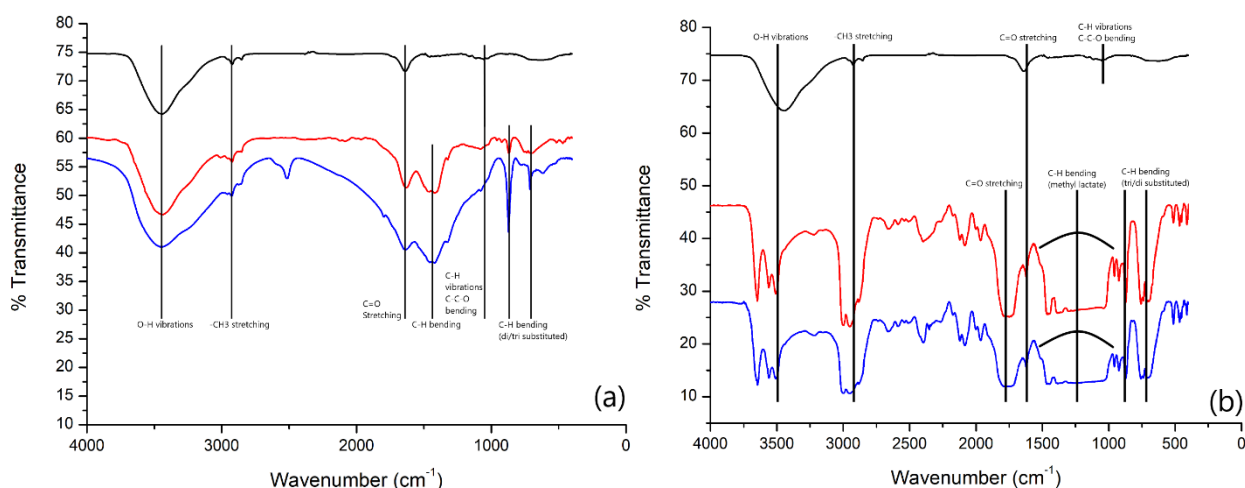 80
75
70
65
60
55
50
45
40
35
30
25
20
15
10
% Transmittance
O-H vibrations
-CH3 stretching
C=O
Stretching
C-H
vibrations
C-C-O
bending
C-H bending
C-H bending
(di/tri substituted)
(a)
4000
3000
2000
1000
0
Wavenumber (cm⁻¹)
80
70
60
50
40
30
20
10
% Transmittance
O-H vibrations
-CH3 stretching
C=O stretching
C-H vibrations
C-C-O bending
C=O stretching
C-H bending
(methyl lactate)
C-H bending
(tri/di substituted)
(b)
4000
3500
3000
2500
2000
1500
1000
500
0
Wavenumber (cm⁻¹)